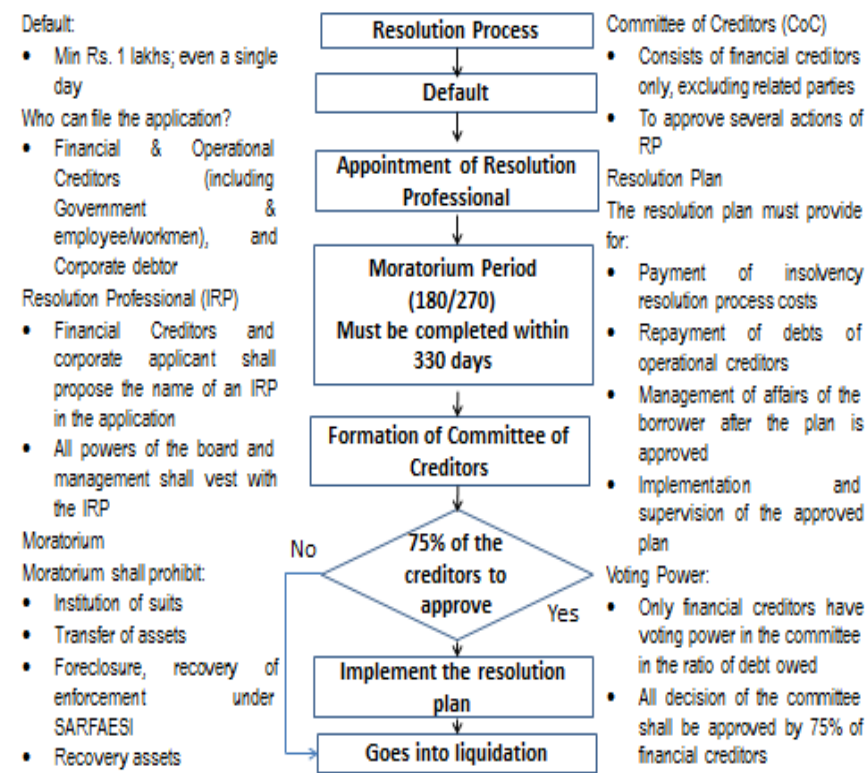 Default:
• Min Rs. 1 lakhs; even a single
day
Who can file the application?
• Financial & Operational
Creditors (including
Government &
employee/workmen), and
Corporate debtor
Resolution Professional (IRP)
• Financial Creditors and
corporate applicant shall
propose the name of an IRP
in the application
• All powers of the board and
management shall vest with
the IRP
Moratorium
Moratorium shall prohibit:
• Institution of suits
• Transfer of assets
• Foreclosure, recovery of
enforcement under
SARFAESI
• Recovery assets
Resolution Process
Default
Appointment of Resolution
Professional
Moratorium Period
(180/270)
Must be completed within
330 days
Formation of Committee of
Creditors
75% of the
creditors to
approve
No
Yes
Implement the resolution
plan
Goes into liquidation
Committee of Creditors (CoC)
• Consists of financial creditors
only, excluding related parties
• To approve several actions of
RP
Resolution Plan
The resolution plan must provide
for:
• Payment of insolvency
resolution process costs
• Repayment of debts of
operational creditors
• Management of affairs of the
borrower after the plan is
approved
• Implementation and
supervision of the approved
plan
Voting Power:
• Only financial creditors have
voting power in the committee
in the ratio of debt owed
• All decision of the committee
shall be approved by 75% of
financial creditors